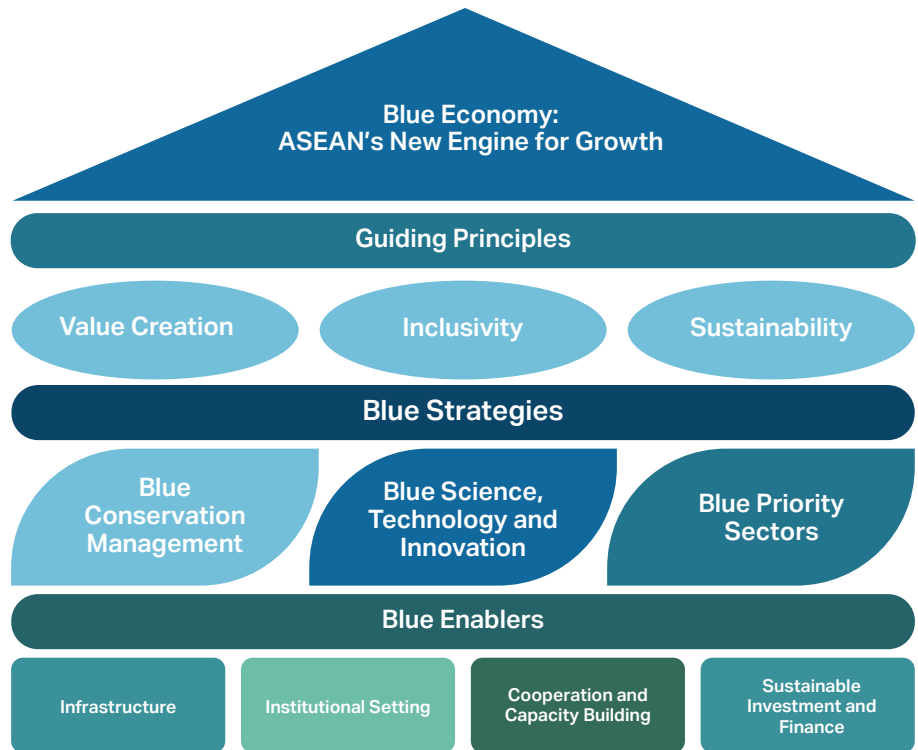 Blue Economy:
ASEAN's New Engine for Growth
Guiding Principles
Value Creation
Inclusivity
Sustainability
Blue Strategies
Blue
Conservation
Management
Blue Science,
Technology and
Innovation
Blue Priority
Sectors
Blue Enablers
Infrastructure
Institutional Setting
Cooperation and
Capacity Building
Sustainable
Investment and
Finance